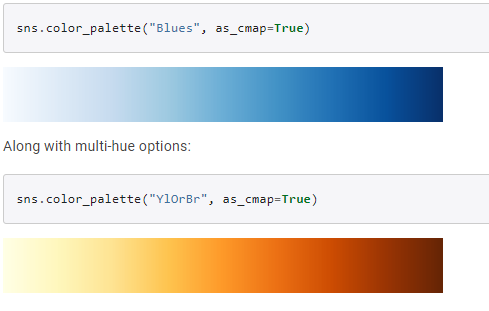 sns.color_palette("Blues", as_cmap=True)
Along with multi-hue options:
sns.color_palette("YlOrBr", as_cmap=True)